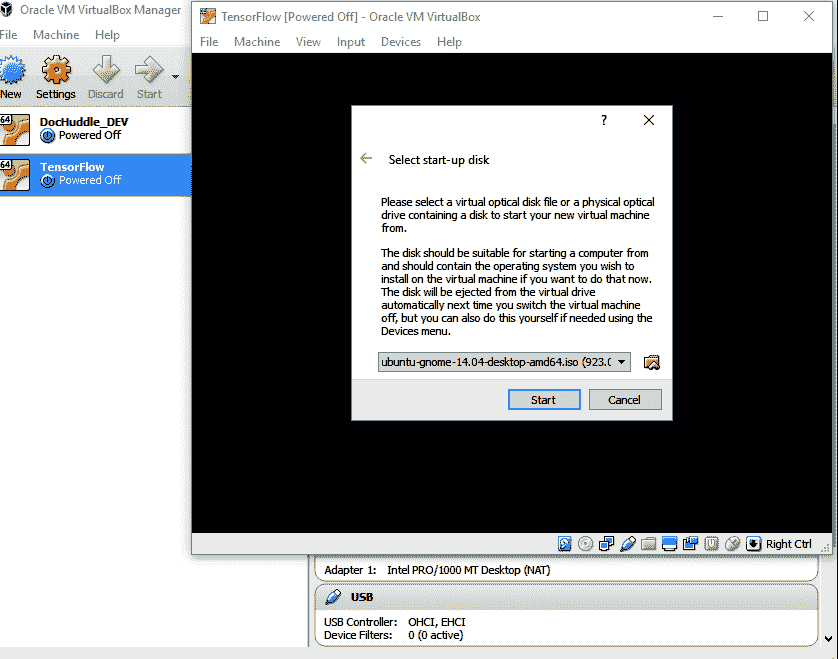 Oracle VM VirtualBox Manager
File Machine Help
New Settings Discard Start
64 DocHuddle_DEV
Powered Off
64 TensorFlow
Powered Off
TensorFlow [Powered Off] - Oracle VM VirtualBox
File Machine View Input Devices Help
?
Select start-up disk
Please select a virtual optical disk file or a physical optical
drive containing a disk to start your new virtual machine
from.
The disk should be suitable for starting a computer from
and should contain the operating system you wish to
install on the virtual machine if you want to do that now.
The disk will be ejected from the virtual drive
automatically next time you switch the virtual machine
off, but you can also do this yourself if needed using the
Devices menu.
ubuntu-gnome-14.04-desktop-amd64.iso (923.0
Start Cancel
Right Ctrl
Adapter 1: Intel PRO/1000 MT Desktop (NAT)
USB
USB Controller: OHCI, EHCI
Device Filters: 0 (0 active)